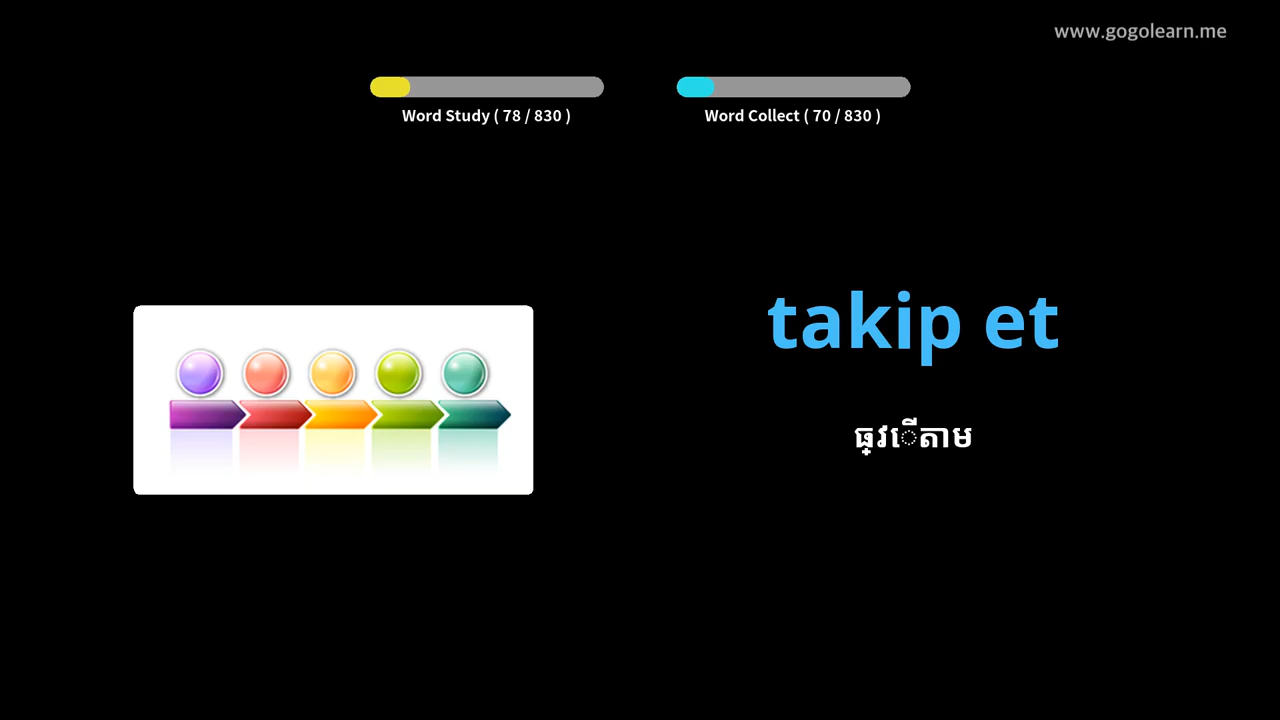 www.gogolearn.me
Word Study ( 78 / 830 )
Word Collect ( 70 / 830 )
takip et
ធ្វើតាម